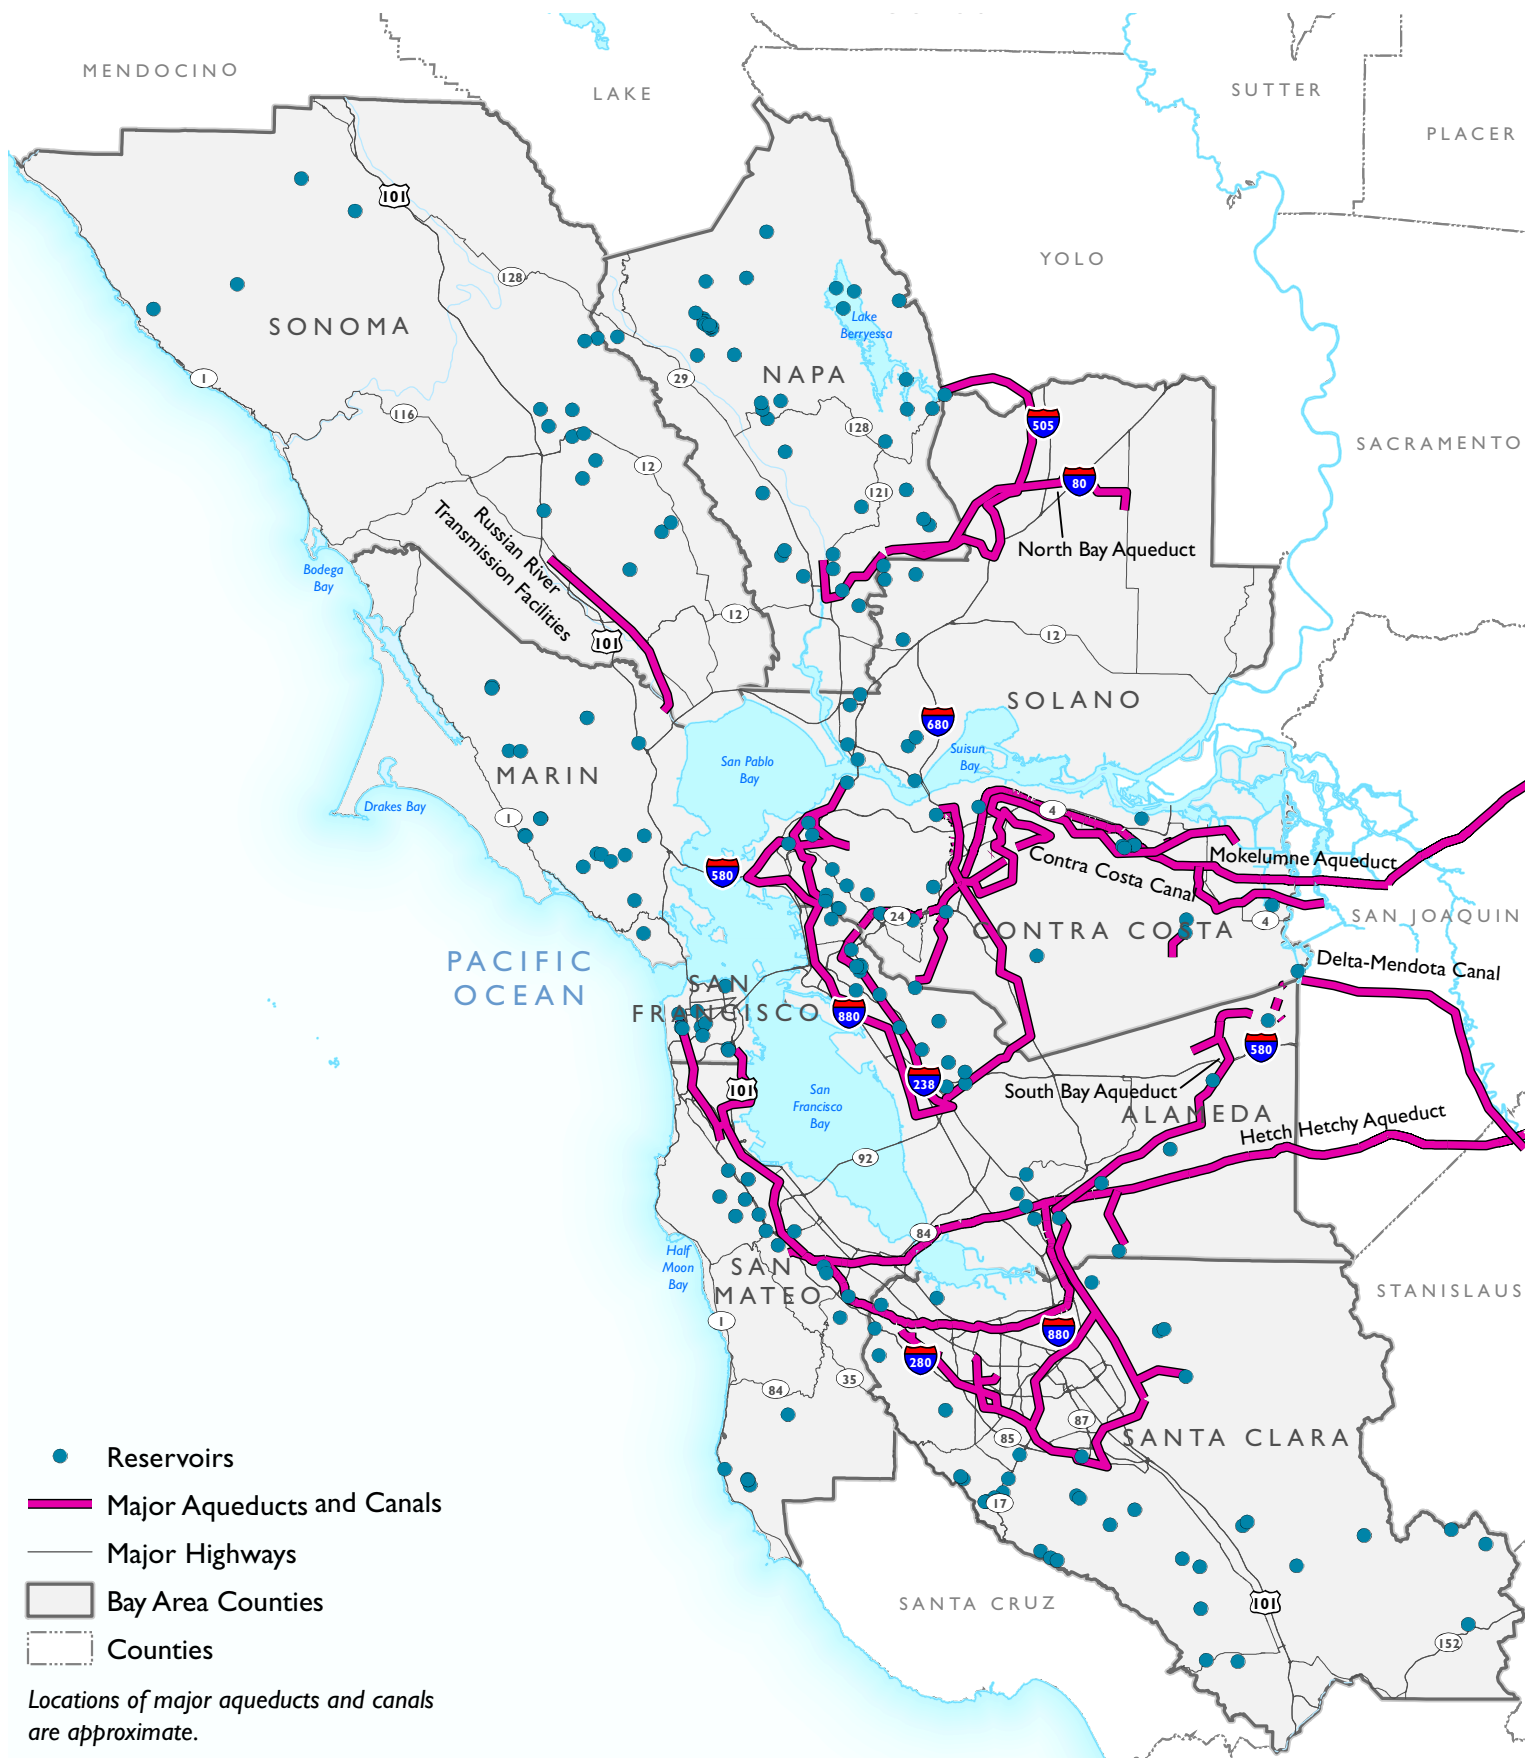 MENDOCINO
LAKE
SUTTER
PLACER
101
YOLO
128
SONOMA
Lake
Berryessa
NAPA
1
29
116
128
505
SACRAMENTO
12
80
121
Russian River
Transmission Facilities
North Bay Aqueduct
Bodega
Bay
101
12
12
SOLANO
680
Suisun
Bay
San Pablo
Bay
MARIN
Drakes Bay
1
4
580
Mokelumne Aqueduct
Contra Costa Canal
24
4
SAN JOAQUIN
CONTRA COSTA
PACIFIC
OCEAN
Delta-Mendota Canal
SAN
FRANCISCO
880
580
238
101
San
Francisco
Bay
South Bay Aqueduct
ALAMEDA
Hetch Hetchy Aqueduct
92
84
Half
Moon
Bay
SAN
MATEO
STANISLAUS
1
880
280
84
35
87
85
SANTA CLARA
17
SANTA CRUZ
101
152
Reservoirs
Major Aqueducts and Canals
Major Highways
Bay Area Counties
Counties
Locations of major aqueducts and canals
are approximate.